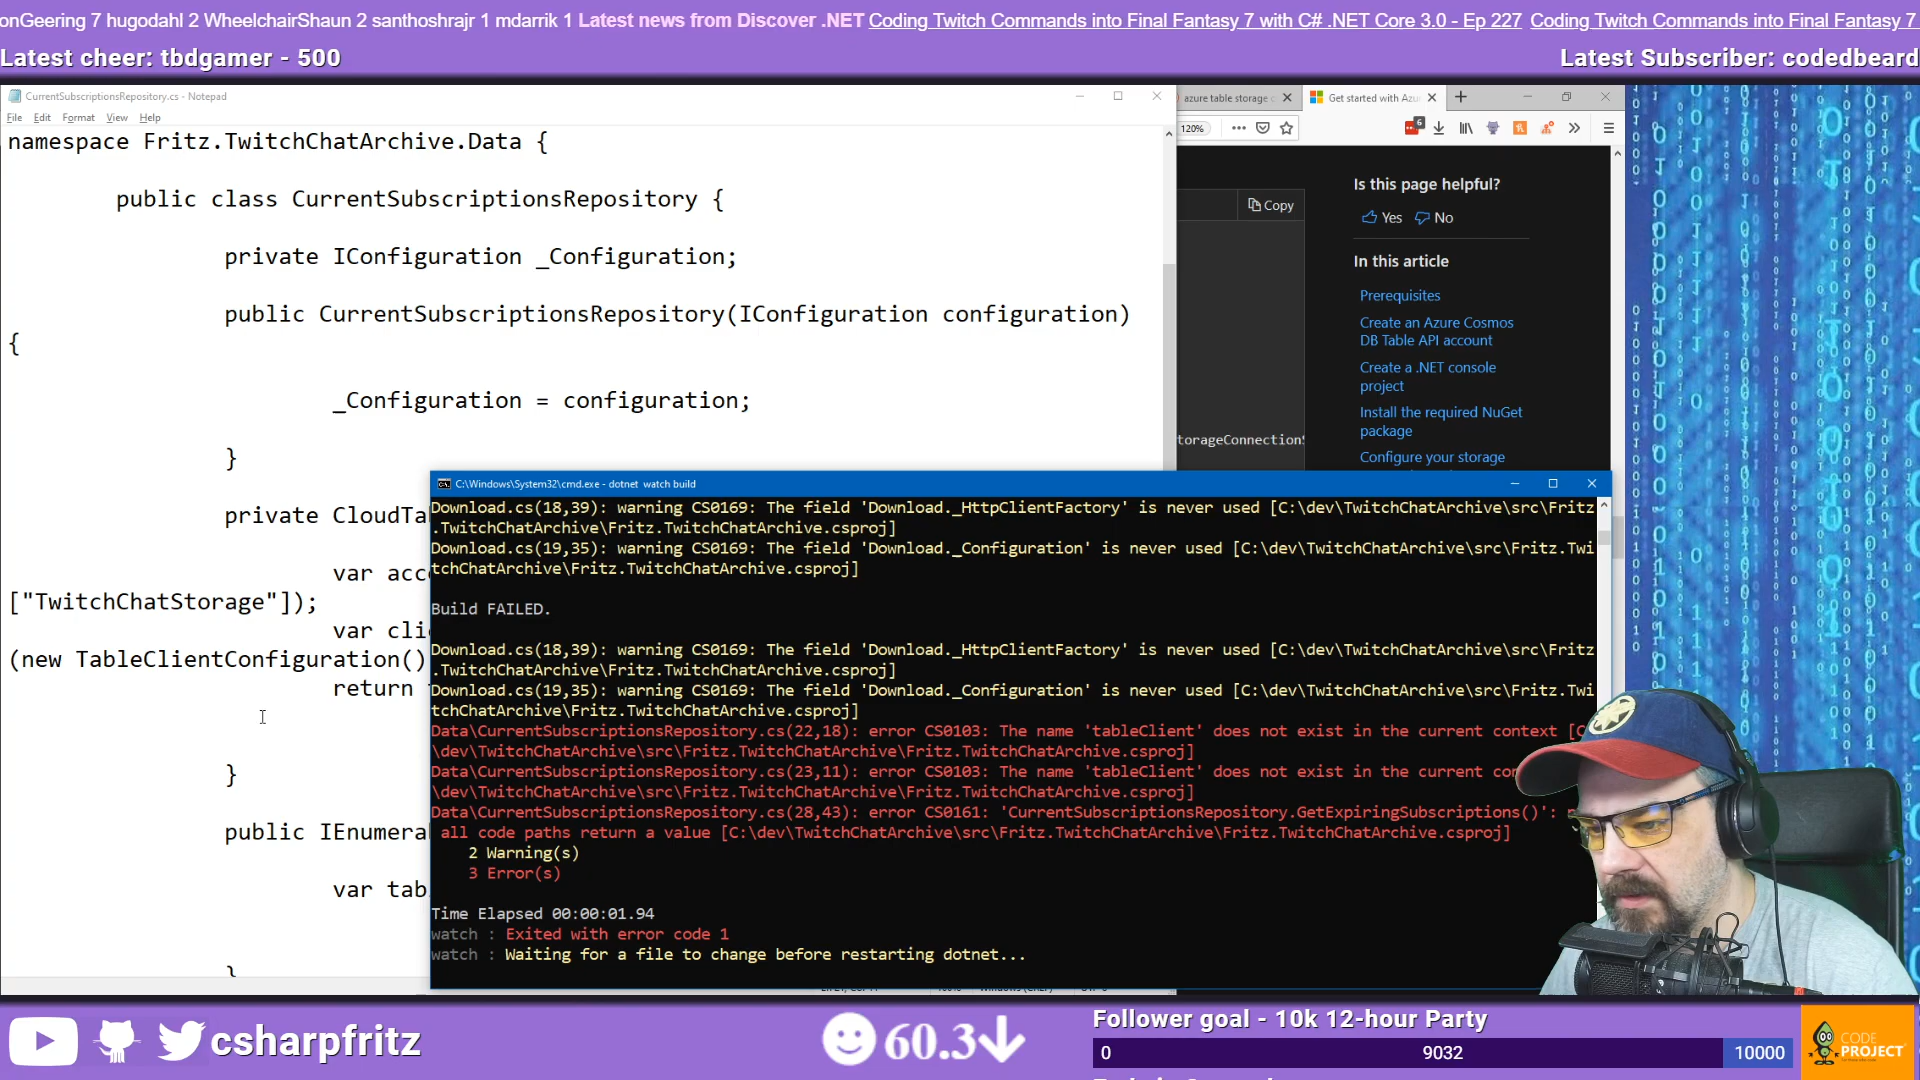 onGeering 7 hugodahl 2 WheelchairShaun 2 santhoshrajr 1 mdarrik 1 Latest news from Discover .NET Coding Twitch Commands into Final Fantasy 7 with C# .NET Core 3.0 - Ep 227 Coding Twitch Commands into Final Fantasy 7
Latest cheer: tbdgamer - 500
Latest Subscriber: codedbeard
CurrentSubscriptionsRepository.cs - Notepad
File Edit Format View Help
namespace Fritz.TwitchChatArchive.Data {
public class CurrentSubscriptionsRepository {
private IConfiguration _Configuration;
public CurrentSubscriptionsRepository(IConfiguration configuration)
{
_Configuration = configuration;
}
private CloudTa
var acc
["TwitchChatStorage"]);
var cli
(new TableClientConfiguration()
return
}
public IEnumera
var tab
}
azure table storage
Get started with Azu
120%
6
Copy
torageConnectionS
Is this page helpful?
Yes No
In this article
Prerequisites
Create an Azure Cosmos
DB Table API account
Create a .NET console
project
Install the required NuGet
package
Configure your storage
C:\Windows\System32\cmd.exe - dotnet watch build
Download.cs(18,39): warning CS0169: The field 'Download._HttpClientFactory' is never used [C:\dev\TwitchChatArchive\src\Fritz
.TwitchChatArchive\Fritz.TwitchChatArchive.csproj]
Download.cs(19,35): warning CS0169: The field 'Download._Configuration' is never used [C:\dev\TwitchChatArchive\src\Fritz.Twi
tchChatArchive\Fritz.TwitchChatArchive.csproj]
Build FAILED.
Download.cs(18,39): warning CS0169: The field 'Download._HttpClientFactory' is never used [C:\dev\TwitchChatArchive\src\Fritz
.TwitchChatArchive\Fritz.TwitchChatArchive.csproj]
Download.cs(19,35): warning CS0169: The field 'Download._Configuration' is never used [C:\dev\TwitchChatArchive\src\Fritz.Twi
tchChatArchive\Fritz.TwitchChatArchive.csproj]
Data\CurrentSubscriptionsRepository.cs(22,18): error CS0103: The name 'tableClient' does not exist in the current context [C
\dev\TwitchChatArchive\src\Fritz.TwitchChatArchive\Fritz.TwitchChatArchive.csproj]
Data\CurrentSubscriptionsRepository.cs(23,11): error CS0103: The name 'tableClient' does not exist in the current con
\dev\TwitchChatArchive\src\Fritz.TwitchChatArchive\Fritz.TwitchChatArchive.csproj]
Data\CurrentSubscriptionsRepository.cs(28,43): error CS0161: 'CurrentSubscriptionsRepository.GetExpiringSubscriptions()':
all code paths return a value [C:\dev\TwitchChatArchive\src\Fritz.TwitchChatArchive\Fritz.TwitchChatArchive.csproj]
2 Warning(s)
3 Error(s)
Time Elapsed 00:00:01.94
watch : Exited with error code 1
watch : Waiting for a file to change before restarting dotnet...
csharpfritz
60.3
Follower goal - 10k 12-hour Party
0 9032 10000
CODE
PROJECT